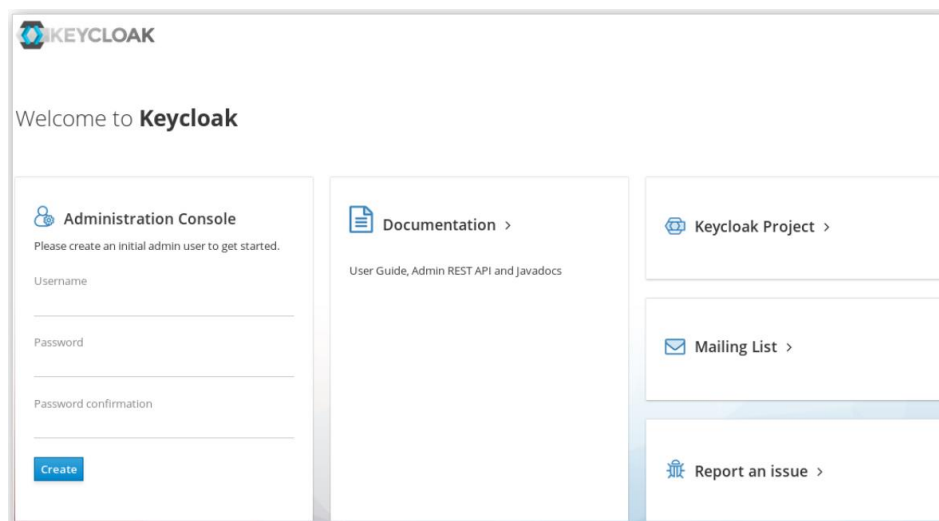 KEYCLOAK
Welcome to Keycloak
Administration Console
Please create an initial admin user to get started.
Username
Password
Password confirmation
Create
Documentation >
User Guide, Admin REST API and Javadocs
Keycloak Project >
Mailing List >
Report an issue >